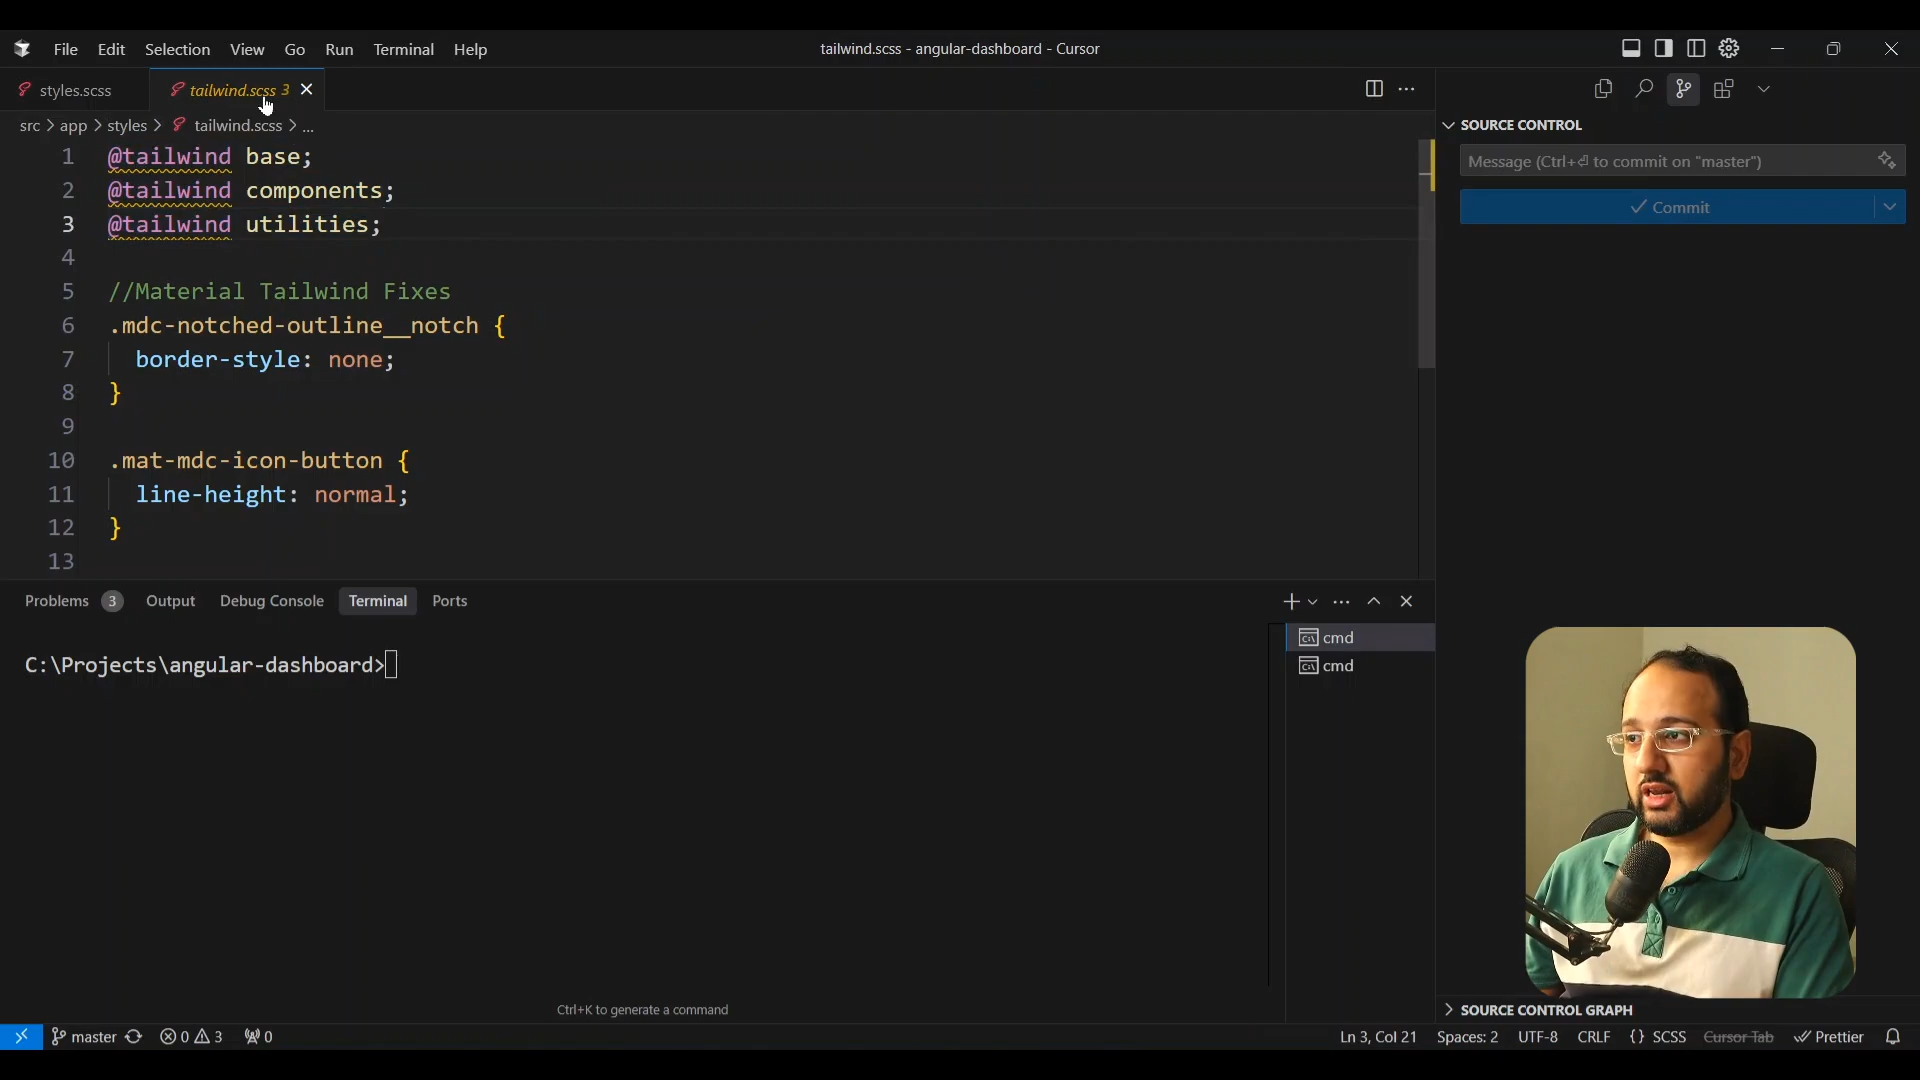 File Edit Selection View Go Run Terminal Help
tailwind.scss - angular-dashboard - Cursor
styles.scss
tailwind.scss 3
src > app > styles > tailwind.scss > ...
1 @tailwind base;
2 @tailwind components;
3 @tailwind utilities;
4
5 //Material Tailwind Fixes
6 .mdc-notched-outline__notch {
7 border-style: none;
8 }
9
10 .mat-mdc-icon-button {
11 line-height: normal;
12 }
13
SOURCE CONTROL
Message (Ctrl+⏎ to commit on "master")
Commit
Problems 3 Output Debug Console Terminal Ports
cmd
cmd
C:\Projects\angular-dashboard>
Ctrl+K to generate a command
SOURCE CONTROL GRAPH
master 0 3 0
Ln 3, Col 21 Spaces: 2 UTF-8 CRLF {} SCSS Cursor Tab Prettier